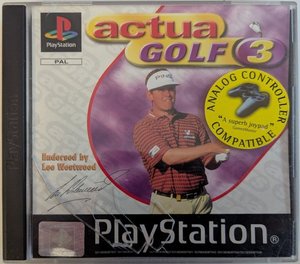 PlayStation
PAL
actua
GOLF 3
ANALOG CONTROLLER
"A superb joypad"
COMPATIBLE
Endorsed by
Lee Westwood
PlayStation
PlayStation®